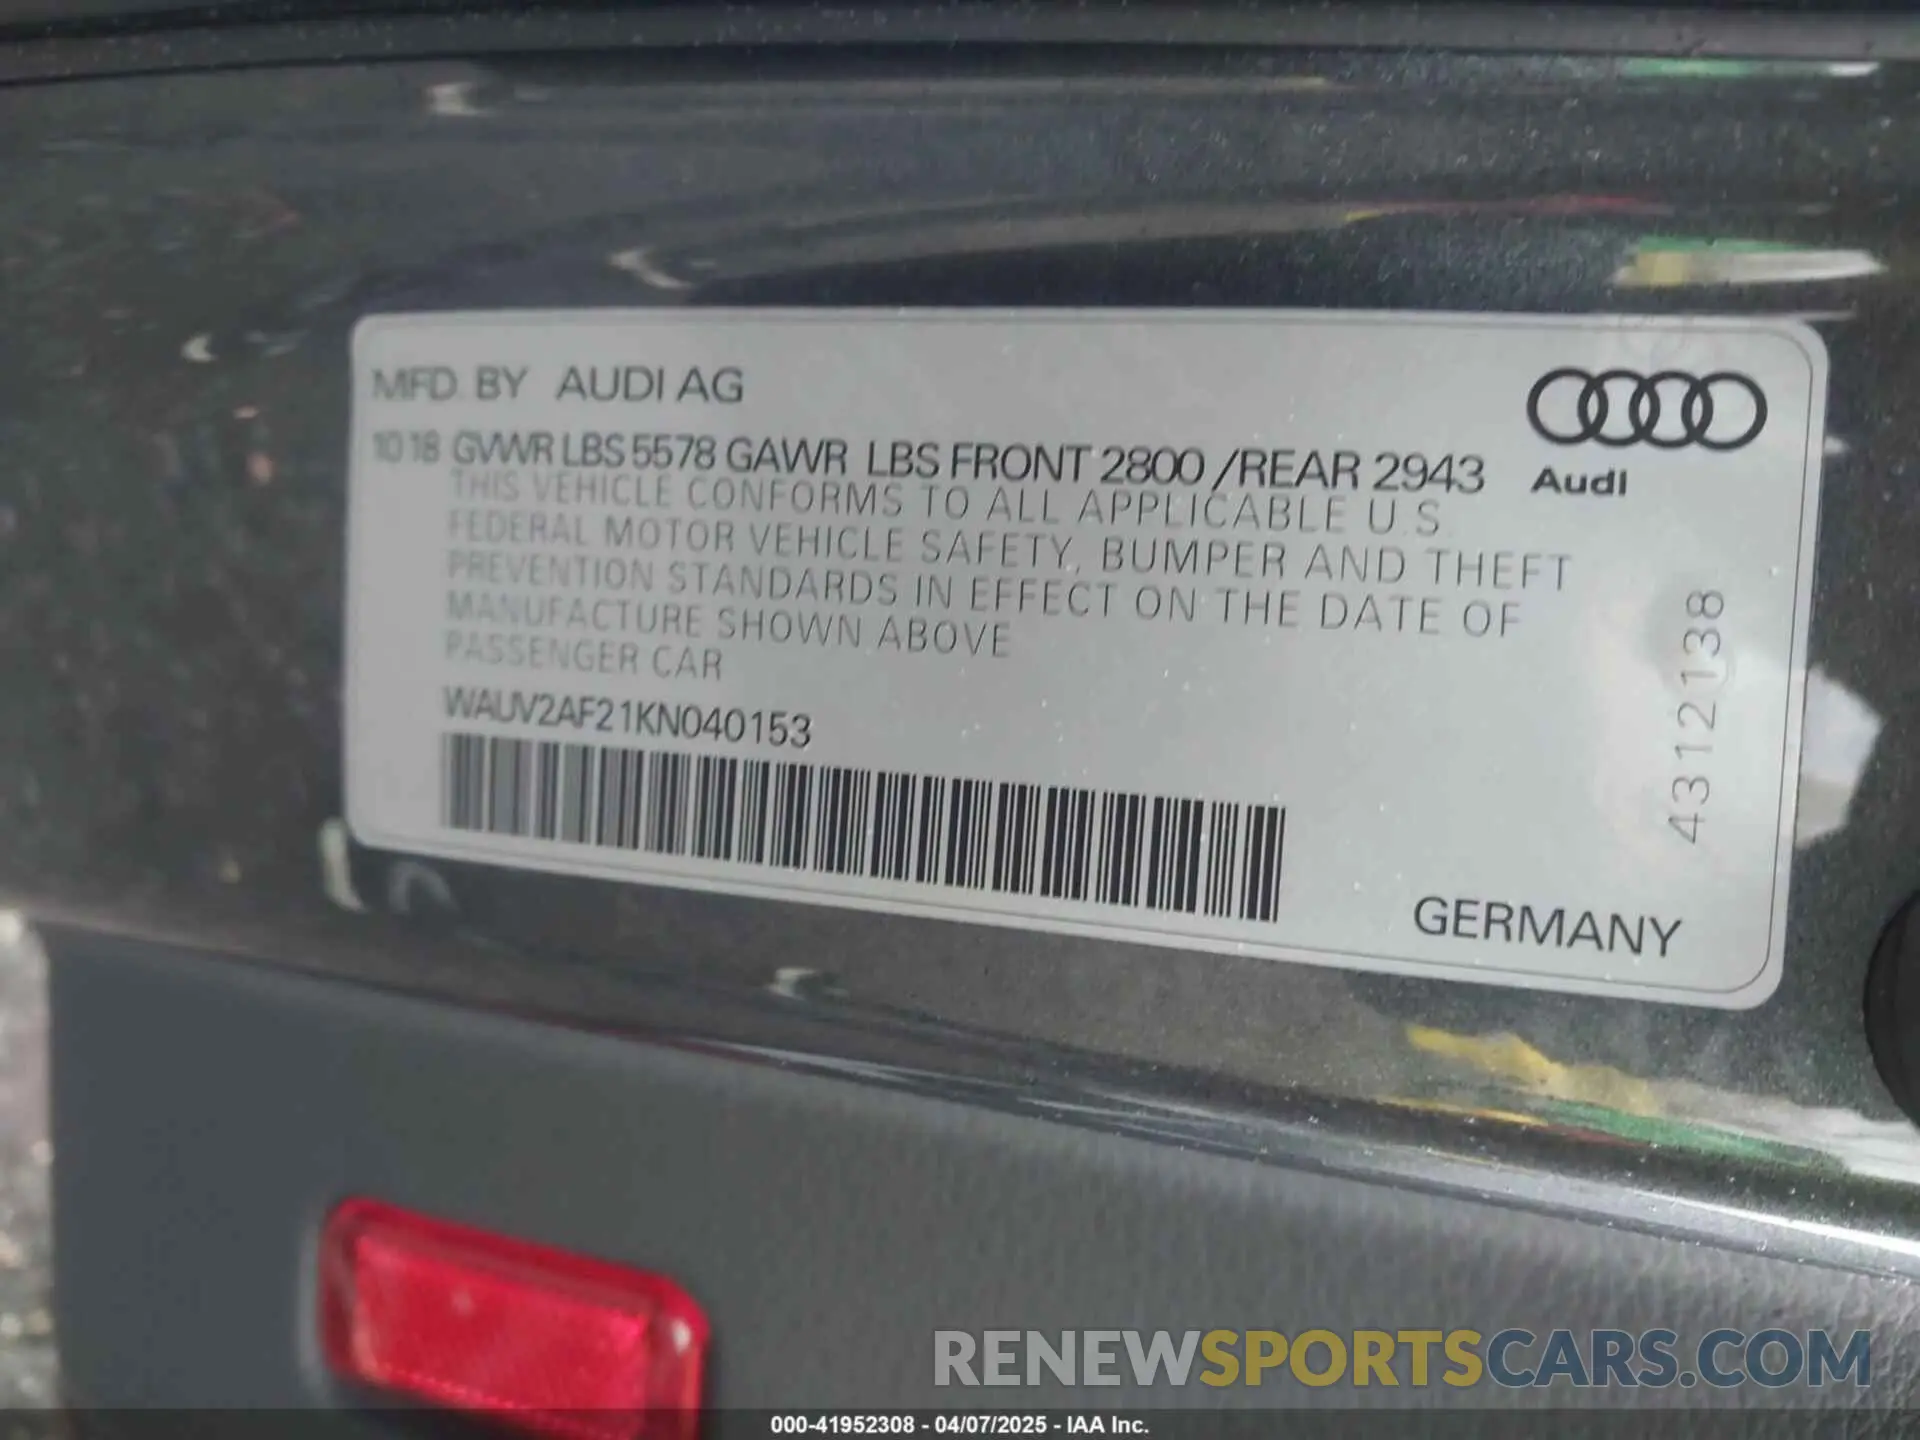 MFD. BY AUDI AG
10 18 GVWR LBS 5578 GAWR LBS FRONT 2800 /REAR 2943
Audi
THIS VEHICLE CONFORMS TO ALL APPLICABLE U.S.
FEDERAL MOTOR VEHICLE SAFETY, BUMPER AND THEFT
PREVENTION STANDARDS IN EFFECT ON THE DATE OF
MANUFACTURE SHOWN ABOVE
PASSENGER CAR
WAUV2AF21KN040153
4312138
GERMANY
RENEWSPORTSCARS.COM
000-41952308 - 04/07/2025 - IAA Inc.